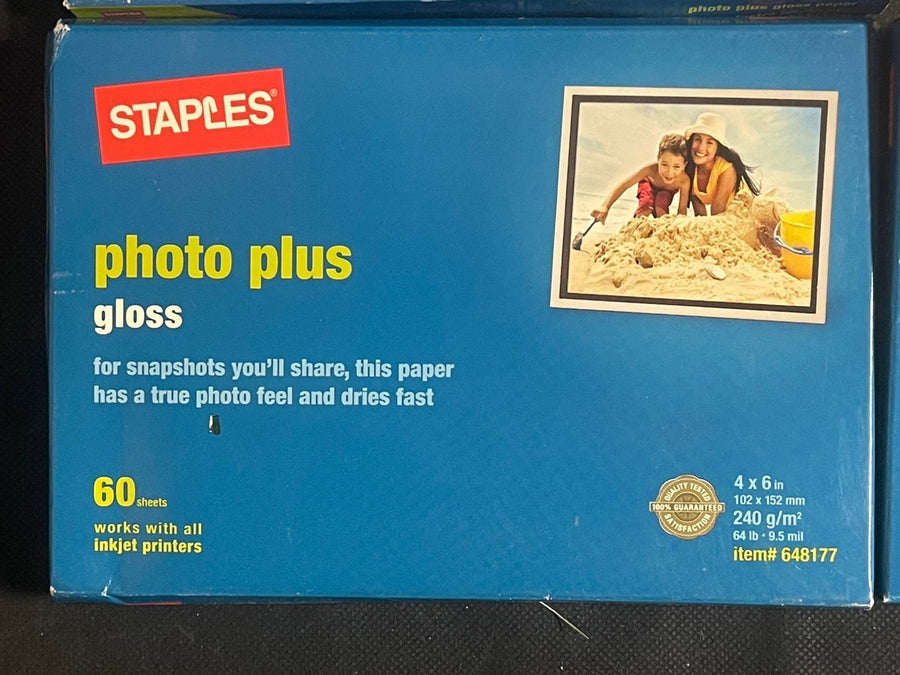 photo plus gloss paper
STAPLES®
photo plus
gloss
for snapshots you'll share, this paper
has a true photo feel and dries fast
60 sheets
works with all
inkjet printers
QUALITY TESTED
100% GUARANTEED
SATISFACTION
4 x 6 in
102 x 152 mm
240 g/m²
64 lb • 9.5 mil
item# 648177